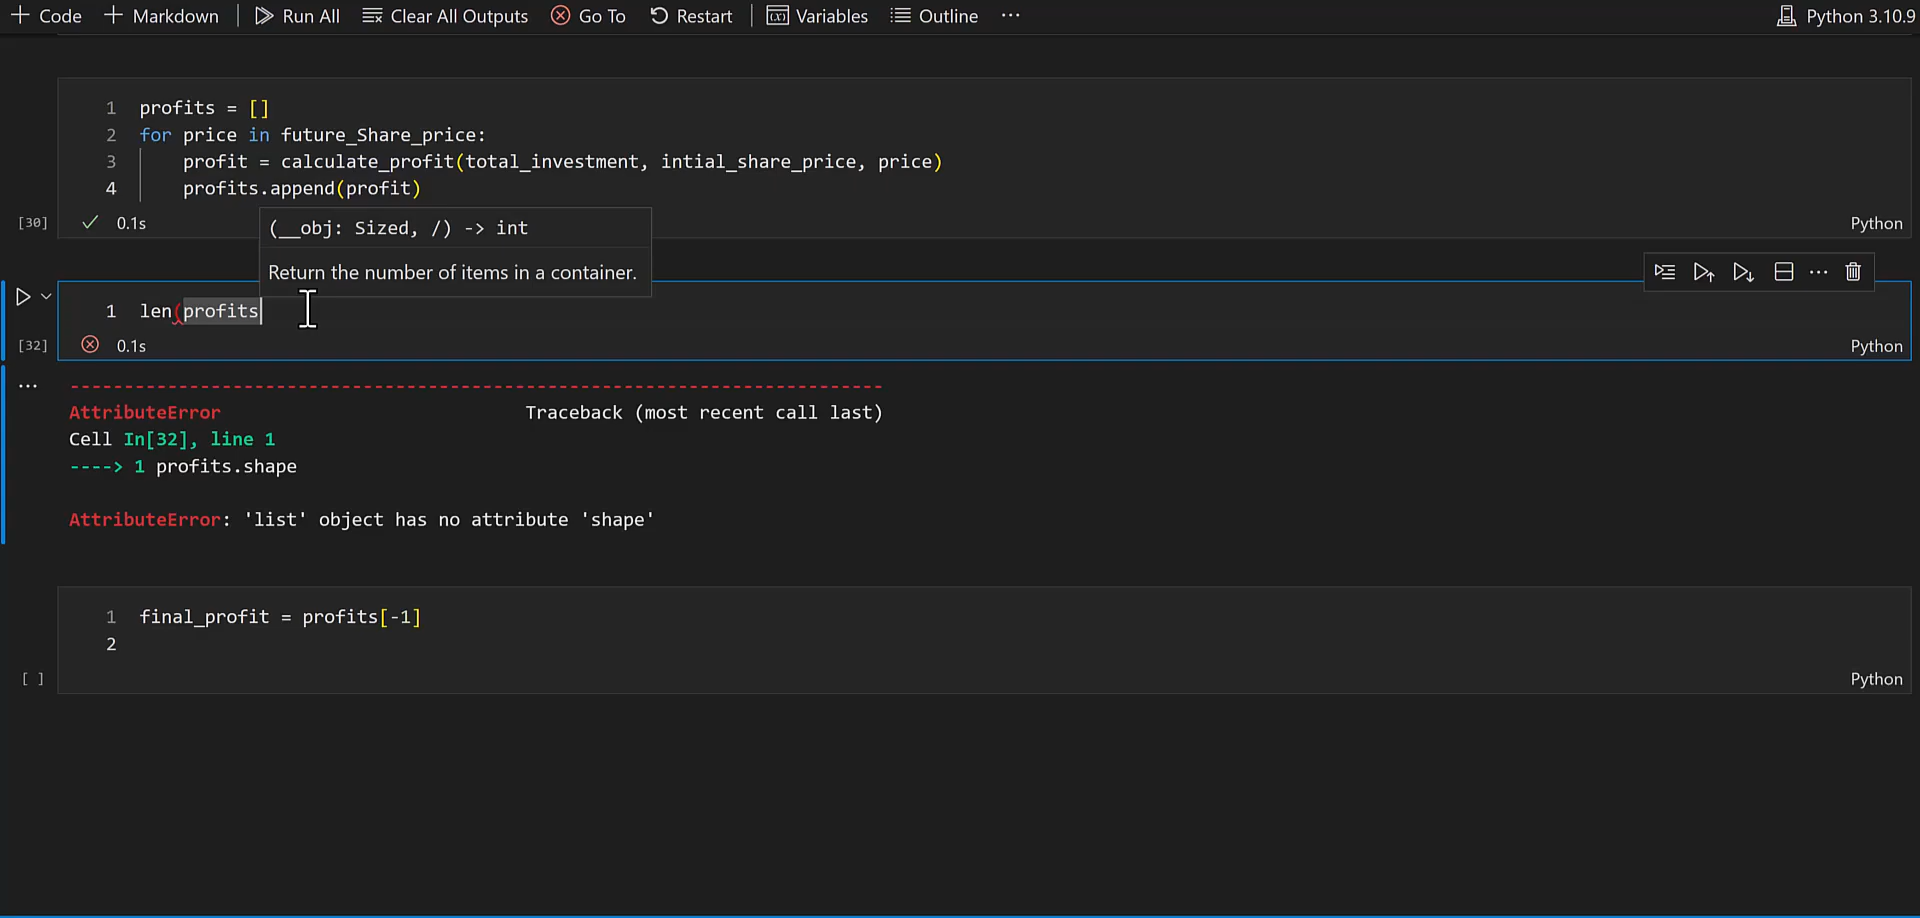 Code Markdown Run All Clear All Outputs Go To Restart Variables Outline ··· Python 3.10.9
1 profits = []
2 for price in future_Share_price:
3 profit = calculate_profit(total_investment, intial_share_price, price)
4 profits.append(profit)
[30] 0.1s Python
(__obj: Sized, /) -> int
Return the number of items in a container.
1 len(profits
[32] 0.1s Python
---------------------------------------------------------------------------
AttributeError Traceback (most recent call last)
Cell In[32], line 1
----> 1 profits.shape
AttributeError: 'list' object has no attribute 'shape'
1 final_profit = profits[-1]
2
[ ] Python